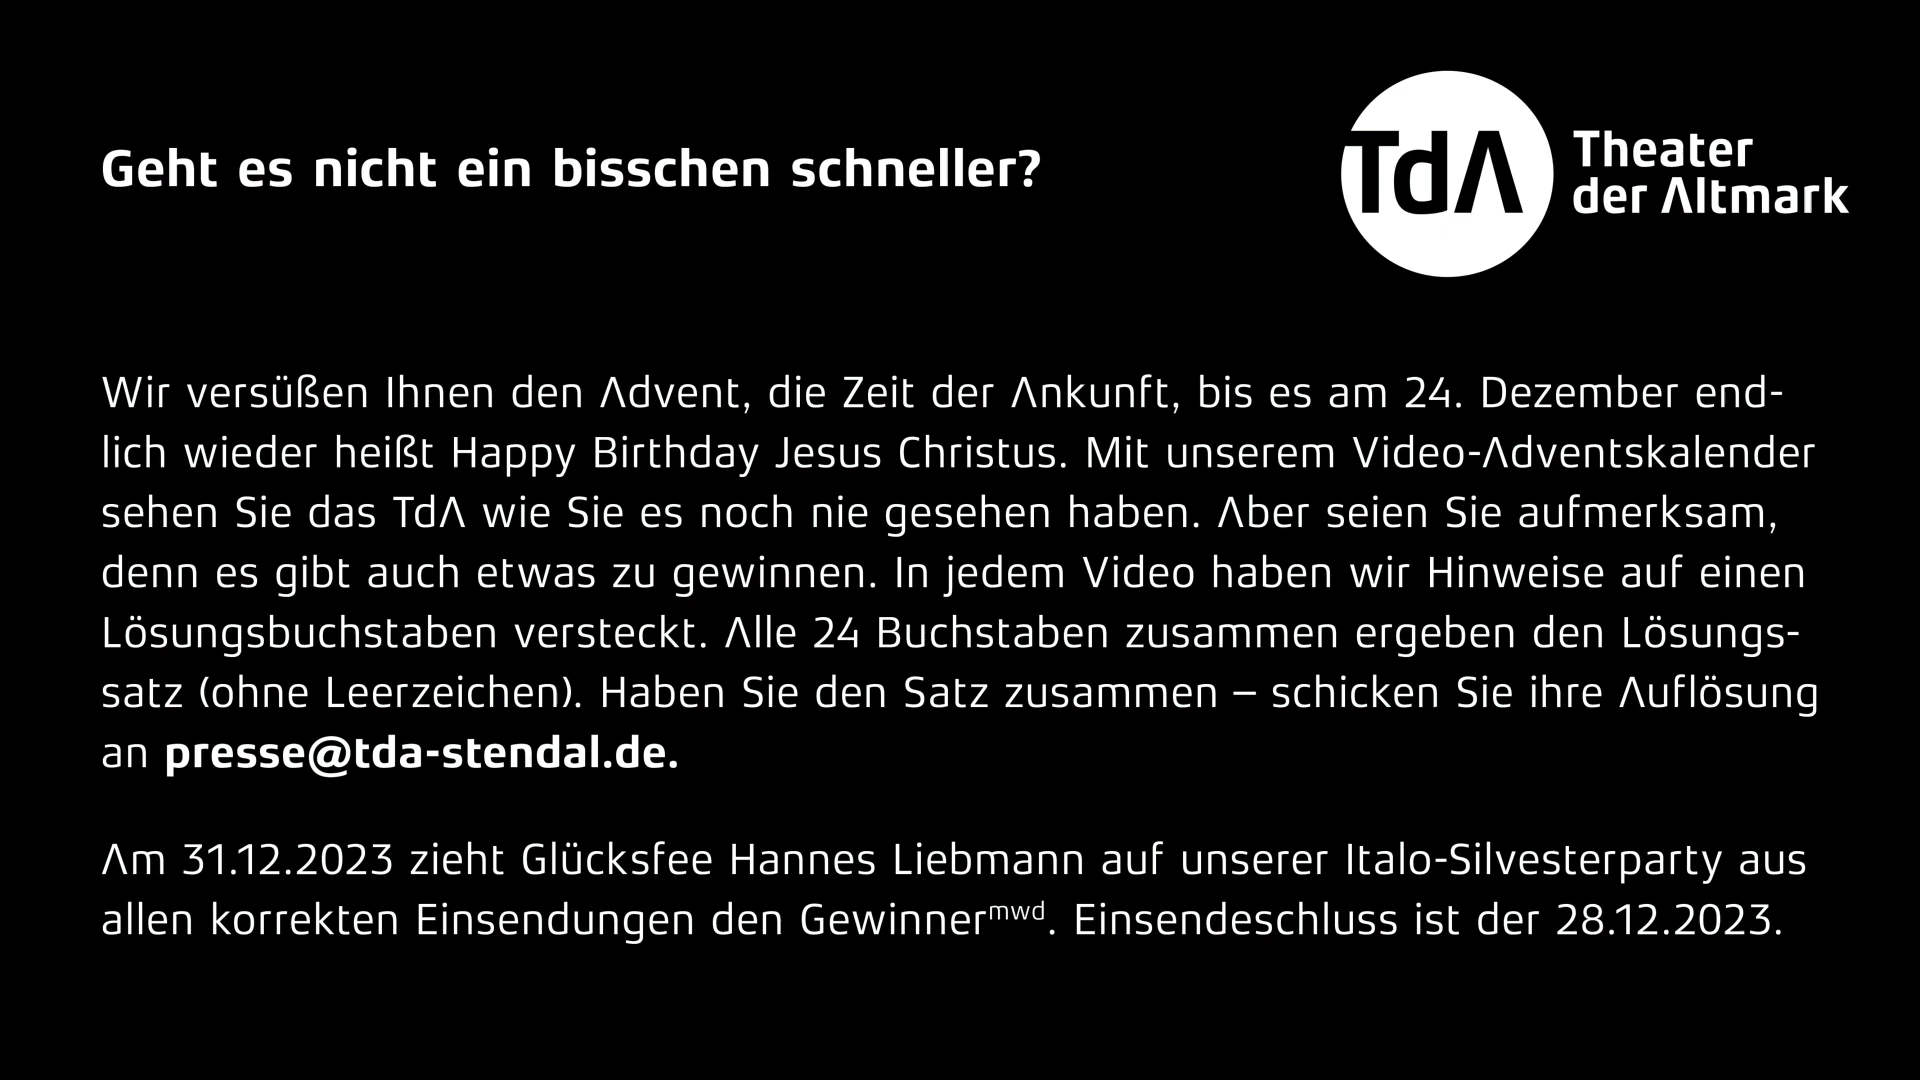 Geht es nicht ein bisschen schneller?
TdA
Theater
der Altmark
Wir versüßen Ihnen den Advent, die Zeit der Ankunft, bis es am 24. Dezember end-
lich wieder heißt Happy Birthday Jesus Christus. Mit unserem Video-Adventskalender
sehen Sie das TdA wie Sie es noch nie gesehen haben. Aber seien Sie aufmerksam,
denn es gibt auch etwas zu gewinnen. In jedem Video haben wir Hinweise auf einen
Lösungsbuchstaben versteckt. Alle 24 Buchstaben zusammen ergeben den Lösungs-
satz (ohne Leerzeichen). Haben Sie den Satz zusammen – schicken Sie ihre Auflösung
an presse@tda-stendal.de.
Am 31.12.2023 zieht Glücksfee Hannes Liebmann auf unserer Italo-Silvesterparty aus
allen korrekten Einsendungen den Gewinnerᵐʷᵈ. Einsendeschluss ist der 28.12.2023.